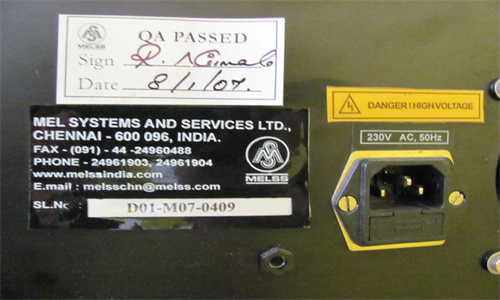 QA PASSED
MELSS
Sign
Date 8/1/07.
MEL SYSTEMS AND SERVICES LTD.,
CHENNAI - 600 096, INDIA.
FAX - (091) - 44 -24960488
PHONE - 24961903, 24961904
www.melssindia.com
E.mail : melsschn@melss.com
MELSS
SL.No : D01-M07-0409
DANGER ! HIGH VOLTAGE
230V AC, 50Hz